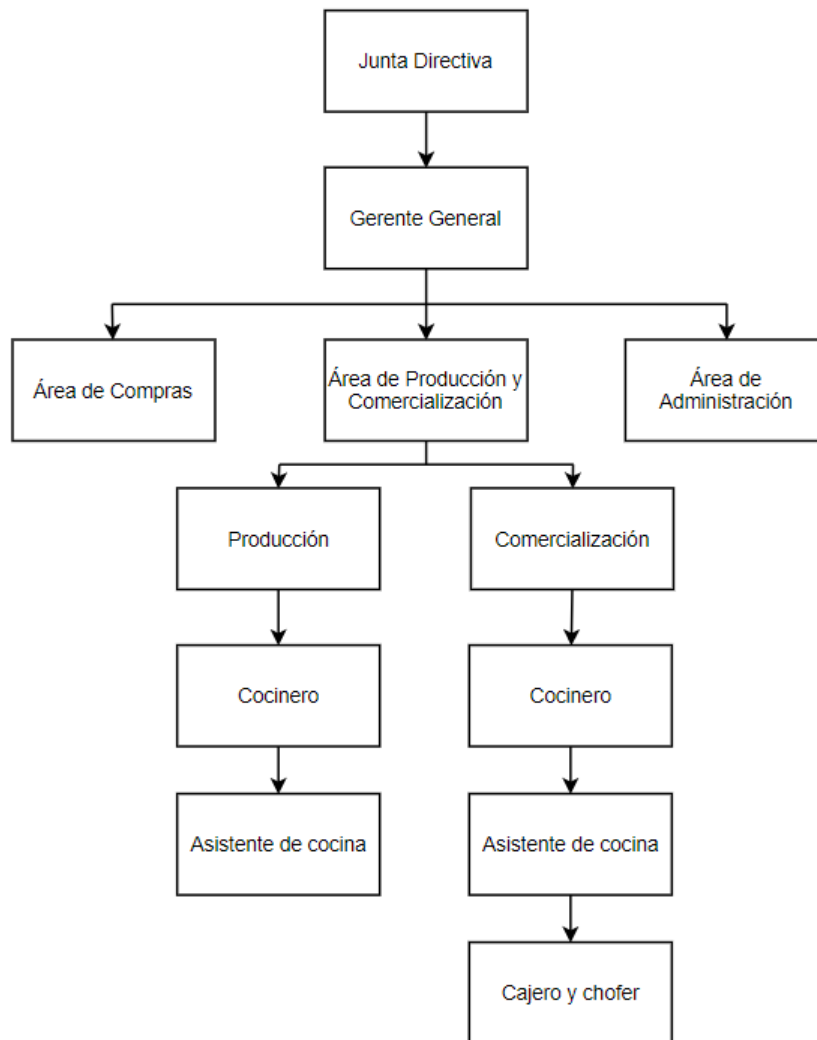 Junta Directiva
Gerente General
Área de Compras
Área de Producción y
Comercialización
Área de
Administración
Producción
Comercialización
Cocinero
Cocinero
Asistente de cocina
Asistente de cocina
Cajero y chofer